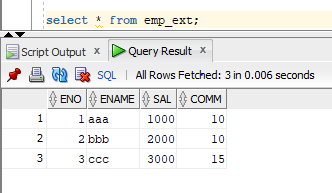 select * from emp_ext;
Script Output × Query Result ×
SQL | All Rows Fetched: 3 in 0.006 seconds
ENO ENAME SAL COMM
1 1 aaa 1000 10
2 2 bbb 2000 10
3 3 ccc 3000 15